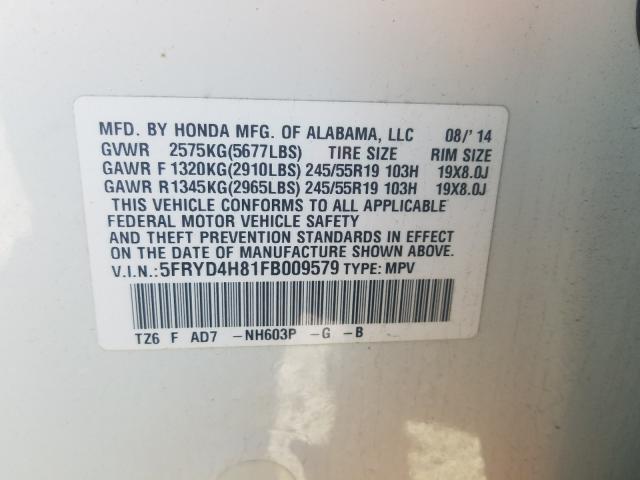 MFD. BY HONDA MFG. OF ALABAMA, LLC 08/'14
GVWR 2575KG(5677LBS) TIRE SIZE RIM SIZE
GAWR F 1320KG(2910LBS) 245/55R19 103H 19X8.0J
GAWR R1345KG(2965LBS) 245/55R19 103H 19X8.0J
THIS VEHICLE CONFORMS TO ALL APPLICABLE
FEDERAL MOTOR VEHICLE SAFETY
AND THEFT PREVENTION STANDARDS IN EFFECT
ON THE DATE OF MANUFACTURE SHOWN ABOVE.
V.I.N.: 5FRYD4H81FB009579 TYPE: MPV
TZ6 F AD7 -NH603P -G -B